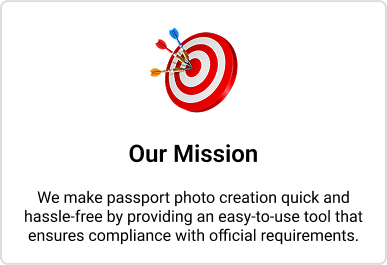 Our Mission
We make passport photo creation quick and
hassle-free by providing an easy-to-use tool that
ensures compliance with official requirements.